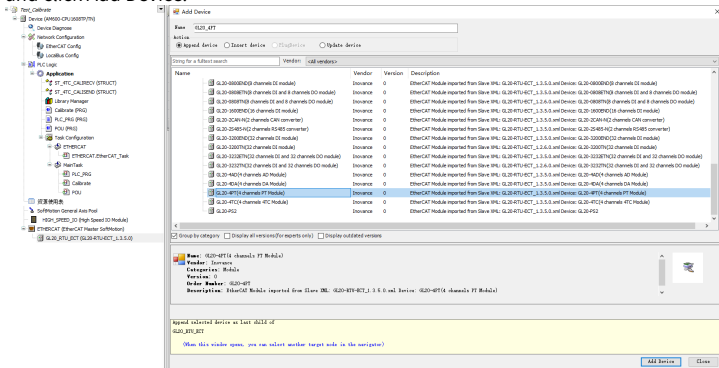 and click Add Device.
Test_Calibrate
Device (AM600-CPU1608TP/TN)
Device Diagnose
Network Configuration
EtherCAT Config
LocalBus Config
PLC Logic
Application
ST_4TC_CALIRECV (STRUCT)
ST_4TC_CALISEND (STRUCT)
Library Manager
Calibrate (PRG)
PLC_PRG (PRG)
POU (PRG)
Task Configuration
ETHERCAT
ETHERCAT.EtherCAT_Task
MainTask
PLC_PRG
Calibrate
POU
SoftMotion General Axis Pool
HIGH_SPEED_IO (High Speed IO Module)
ETHERCAT (EtherCAT Master SoftMotion)
GL20_RTU_ECT (GL20-RTU-ECT_1.3.5.0)
Add Device
Name GL20_4PT
Action
Append device Insert device PlugDevice Update device
String for a fulltext search Vendor: <All vendors>
Name Vendor Version Description
GL20-0800END(8 channels DI module) Inovance 0 EtherCAT Module imported from Slave XML: GL20-RTU-ECT_1.3.5.0.xml Device: GL20-0800END(8 channels DI module)
GL20-0808ETN(8 channels DI and 8 channels DO module) Inovance 0 EtherCAT Module imported from Slave XML: GL20-RTU-ECT_1.2.6.0.xml Device: GL20-0808ETN(8 channels DI and 8 channels DO module)
GL20-0808TN(8 channels DI and 8 channels DO module) Inovance 0 EtherCAT Module imported from Slave XML: GL20-RTU-ECT_1.2.6.0.xml Device: GL20-0808TN(8 channels DI and 8 channels DO module)
GL20-1600END(16 channels DI module) Inovance 0 EtherCAT Module imported from Slave XML: GL20-RTU-ECT_1.3.5.0.xml Device: GL20-1600END(16 channels DI module)
GL20-2CAN-N(2 channels CAN converter) Inovance 0 EtherCAT Module imported from Slave XML: GL20-RTU-ECT_1.3.5.0.xml Device: GL20-2CAN-N(2 channels CAN converter)
GL20-2S485-N(2 channels RS485 converter) Inovance 0 EtherCAT Module imported from Slave XML: GL20-RTU-ECT_1.3.5.0.xml Device: GL20-2S485-N(2 channels RS485 converter)
GL20-3200END(32 channels DI module) Inovance 0 EtherCAT Module imported from Slave XML: GL20-RTU-ECT_1.3.5.0.xml Device: GL20-3200END(32 channels DI module)
GL20-3200TN(32 channels DI module) Inovance 0 EtherCAT Module imported from Slave XML: GL20-RTU-ECT_1.2.6.0.xml Device: GL20-3200TN(32 channels DI module)
GL20-3232ETN(32 channels DI and 32 channels DO module) Inovance 0 EtherCAT Module imported from Slave XML: GL20-RTU-ECT_1.3.5.0.xml Device: GL20-3232ETN(32 channels DI and 32 channels DO module)
GL20-3232TN(32 channels DI and 32 channels DO module) Inovance 0 EtherCAT Module imported from Slave XML: GL20-RTU-ECT_1.2.6.0.xml Device: GL20-3232TN(32 channels DI and 32 channels DO module)
GL20-4AD(4 channels AD Module) Inovance 0 EtherCAT Module imported from Slave XML: GL20-RTU-ECT_1.3.5.0.xml Device: GL20-4AD(4 channels AD Module)
GL20-4DA(4 channels DA Module) Inovance 0 EtherCAT Module imported from Slave XML: GL20-RTU-ECT_1.3.5.0.xml Device: GL20-4DA(4 channels DA Module)
GL20-4PT(4 channels PT Module) Inovance 0 EtherCAT Module imported from Slave XML: GL20-RTU-ECT_1.3.5.0.xml Device: GL20-4PT(4 channels PT Module)
GL20-4TC(4 channels 4TC Module) Inovance 0 EtherCAT Module imported from Slave XML: GL20-RTU-ECT_1.3.5.0.xml Device: GL20-4TC(4 channels 4TC Module)
GL20-PS2 Inovance 0 EtherCAT Module imported from Slave XML: GL20-RTU-ECT_1.3.5.0.xml Device: GL20-PS2
Group by category Display all versions(for experts only) Display outdated versions
Name: GL20-4PT(4 channels PT Module)
Vendor: Inovance
Categories: Module
Version: 0
Order Number: GL20-4PT
Description: EtherCAT Module imported from Slave XML: GL20-RTU-ECT_1.3.5.0.xml Device: GL20-4PT(4 channels PT Module)
Append selected device as last child of
GL20_RTU_ECT
(When this window opens, you can select another target node in the navigator)
Add Device Close